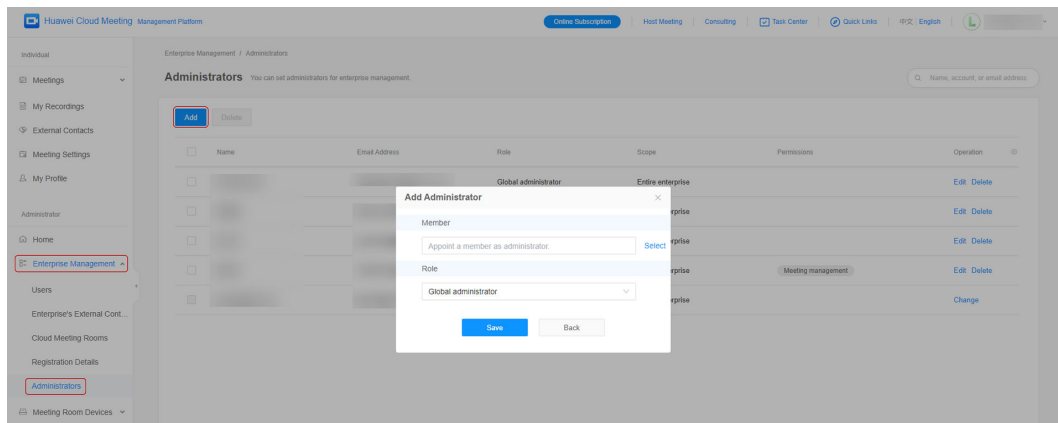 Huawei Cloud Meeting Management Platform
Online Subscription
Host Meeting
Consulting
Task Center
Quick Links
中文 English
L
Individual
Meetings
My Recordings
External Contacts
Meeting Settings
My Profile
Administrator
Home
Enterprise Management
Users
Enterprise's External Cont...
Cloud Meeting Rooms
Registration Details
Administrators
Meeting Room Devices
Enterprise Management / Administrators
Administrators You can set administrators for enterprise management.
Name, account, or email address
Add Delete
Name Email Address Role Scope Permissions Operation
Global administrator Entire enterprise Edit Delete
rprise Edit Delete
rprise Edit Delete
rprise Meeting management Edit Delete
rprise Change
Add Administrator
Member
Appoint a member as administrator. Select
Role
Global administrator
Save Back